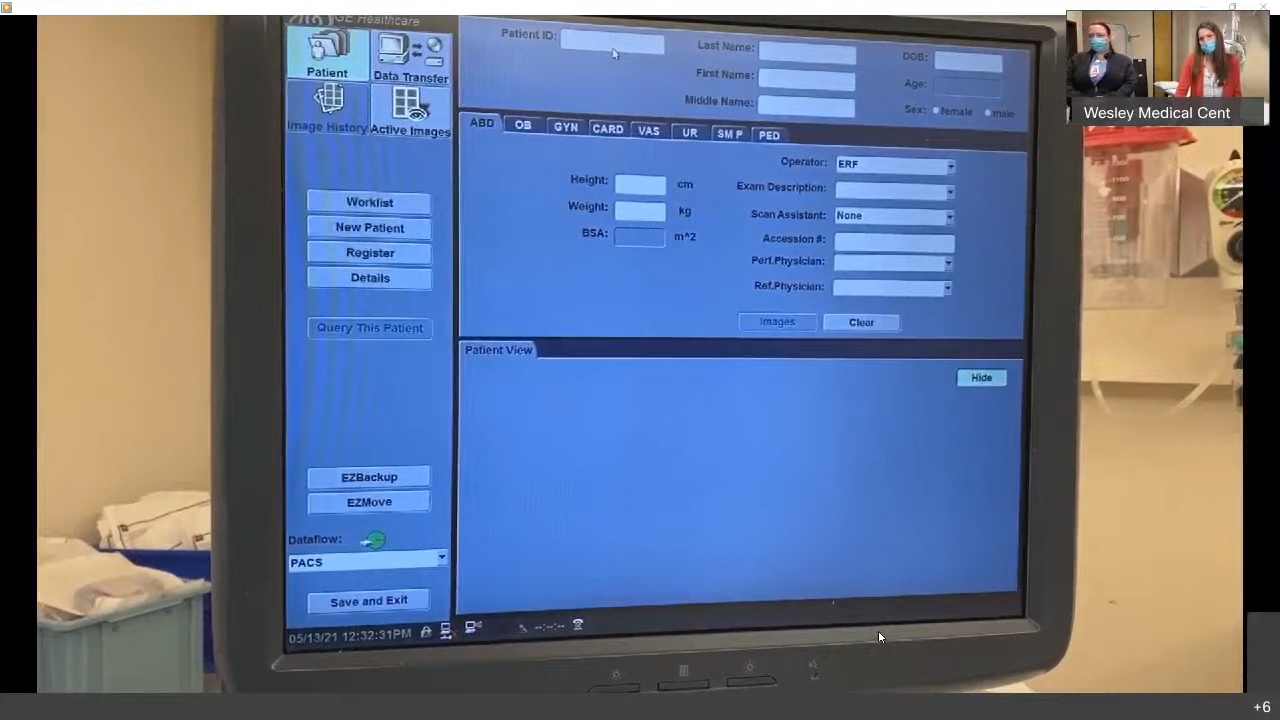 GE Healthcare
Patient
Data Transfer
Image History
Active Images
Patient ID:
Last Name:
DOB:
First Name:
Age:
Middle Name:
Sex: female male
ABD OB GYN CARD VAS UR SM P PED
Operator: ERF
Height: cm
Exam Description:
Weight: kg
Scan Assistant: None
BSA: m^2
Accession #:
Perf.Physician:
Ref.Physician:
Images
Clear
Worklist
New Patient
Register
Details
Query This Patient
Patient View
Hide
EZBackup
EZMove
Dataflow:
PACS
Save and Exit
05/13/21 12:32:31PM
--:--:--
Wesley Medical Cent
+6